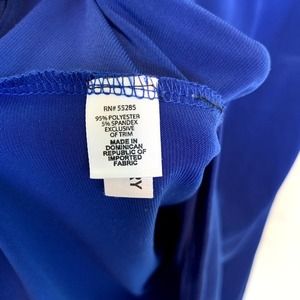 RN# 55285
95% POLYESTER
5% SPANDEX
EXCLUSIVE
OF TRIM
MADE IN
DOMINICAN
REPUBLIC OF
IMPORTED
FABRIC